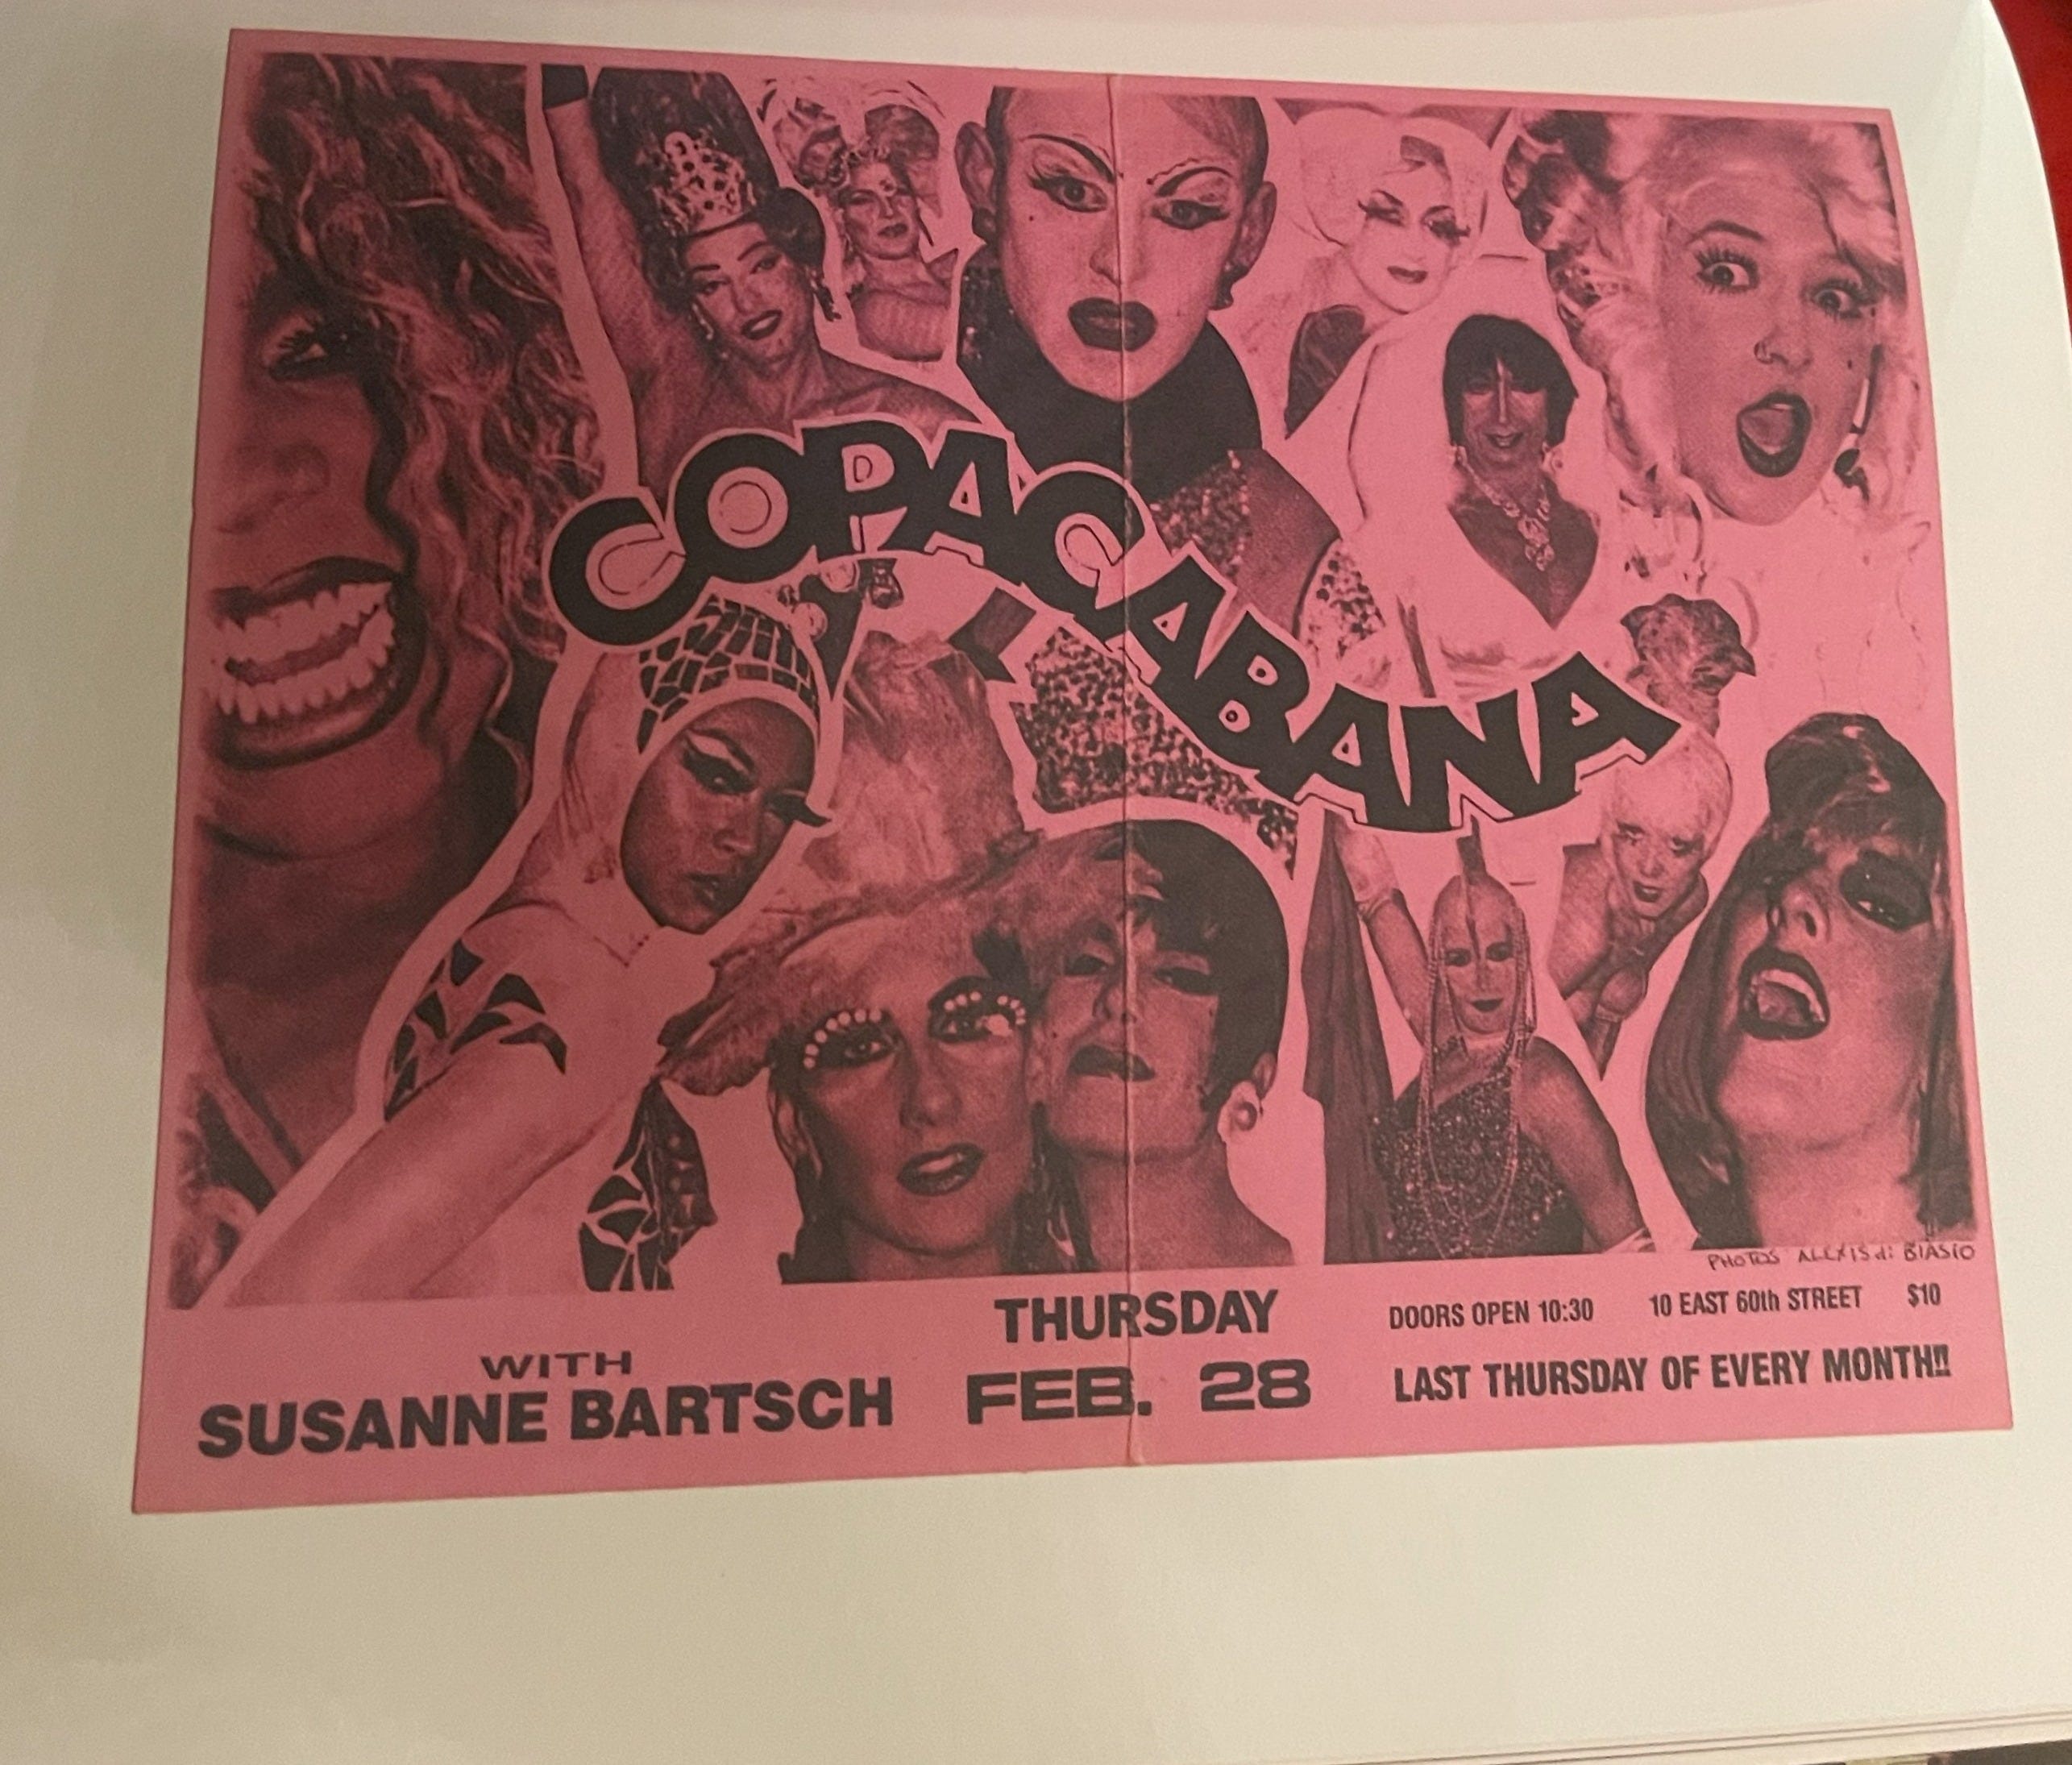 COPACABANA
PHOTOS ALEXIS di BIASIO
WITH
SUSANNE BARTSCH
THURSDAY
FEB. 28
DOORS OPEN 10:30 10 EAST 60th STREET $10
LAST THURSDAY OF EVERY MONTH!!